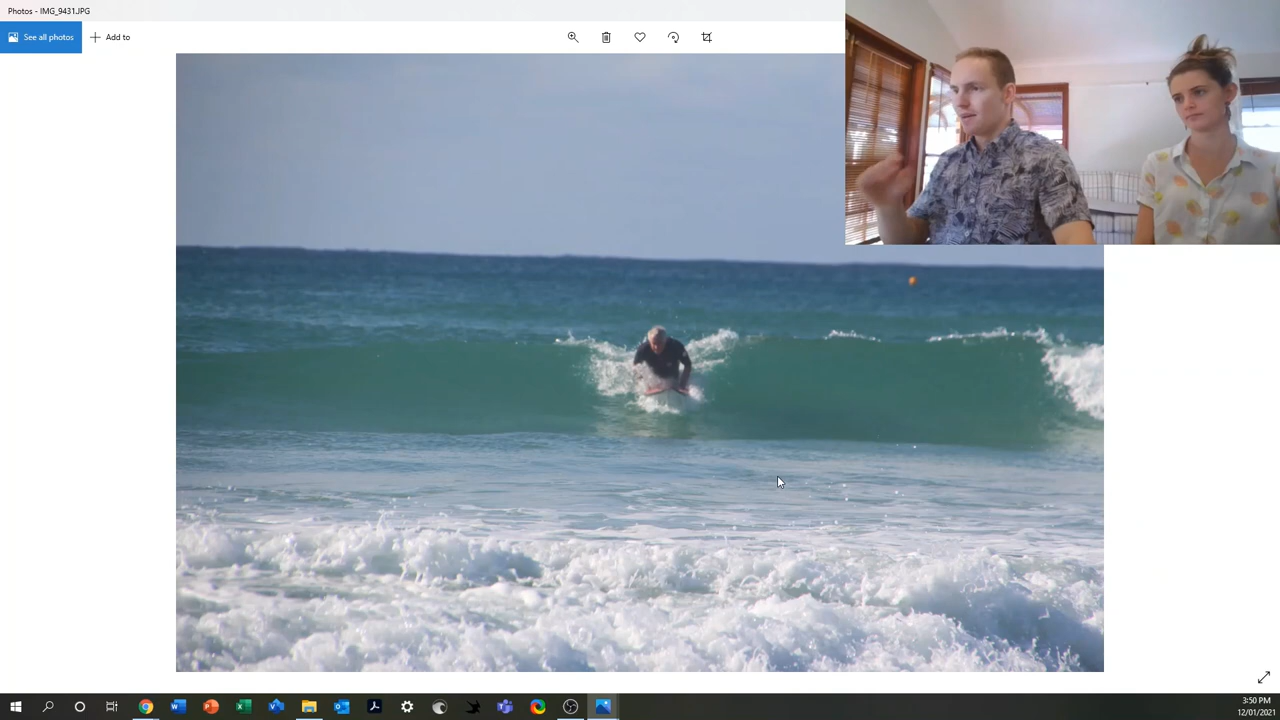 Photos - IMG_9431.JPG
See all photos
Add to
3:50 PM
12/01/2021